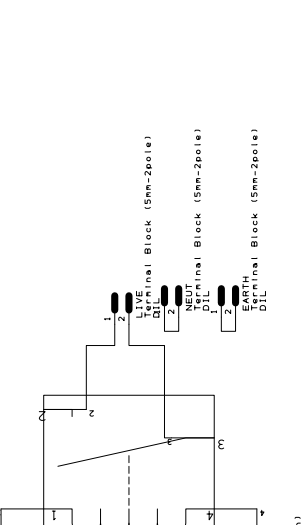 LIVE
Terminal Block (5mm-2pole)
DIL
1
2
NEUT
Terminal Block (5mm-2pole)
DIL
1
2
EARTH
Terminal Block (5mm-2pole)
DIL
1
2
2
2
3
3
1
4
4